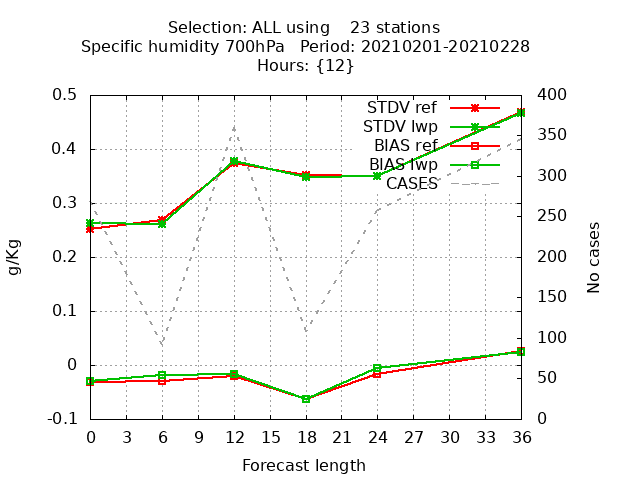 Selection: ALL using 23 stations
Specific humidity 700hPa Period: 20210201-20210228
Hours: {12}
STDV ref
STDV lwp
BIAS ref
BIAS lwp
CASES
g/Kg
0.5
0.4
0.3
0.2
0.1
0
-0.1
400
350
300
250
200
150
100
50
0
No cases
0 3 6 9 12 15 18 21 24 27 30 33 36
Forecast length